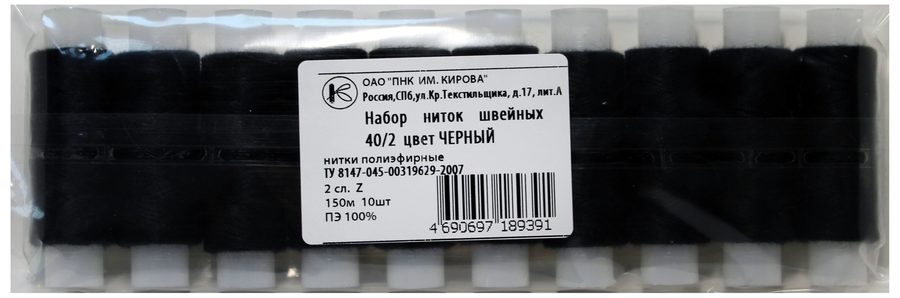 ОАО "ПНК ИМ. КИРОВА"
Россия,СПб,ул.Кр.Текстильщика, д.17, лит.А
Набор ниток швейных
40/2 цвет ЧЕРНЫЙ
нитки полиэфирные
ТУ 8147-045-00319629-2007
2 сл. Z
150м 10шт
ПЭ 100%
4 690697 189391